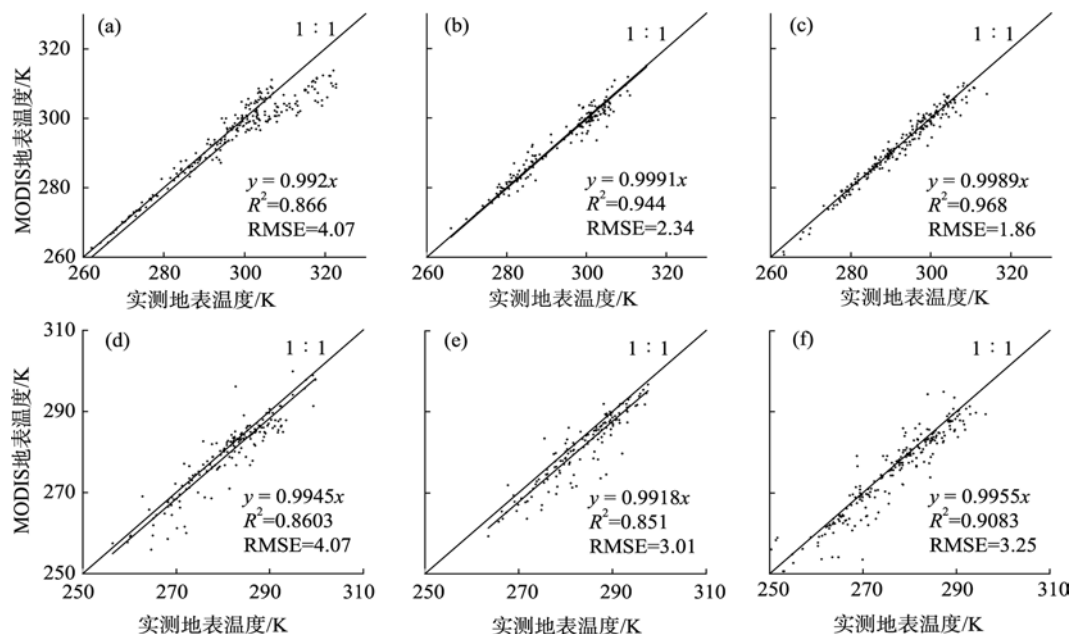 (a)
1 : 1
330
320
300
280
260
MODIS地表温度/K
y = 0.992x
R²=0.866
RMSE=4.07
260 280 300 320
实测地表温度/K
(b)
1 : 1
y = 0.9991x
R²=0.944
RMSE=2.34
260 280 300 320
实测地表温度/K
(c)
1 : 1
y = 0.9989x
R²=0.968
RMSE=1.86
260 280 300 320
实测地表温度/K
(d)
1 : 1
310
290
270
250
MODIS地表温度/K
y = 0.9945x
R²=0.8603
RMSE=4.07
250 270 290 310
实测地表温度/K
(e)
1 : 1
y = 0.9918x
R²=0.851
RMSE=3.01
250 270 290 310
实测地表温度/K
(f)
1 : 1
y = 0.9955x
R²=0.9083
RMSE=3.25
250 270 290 310
实测地表温度/K